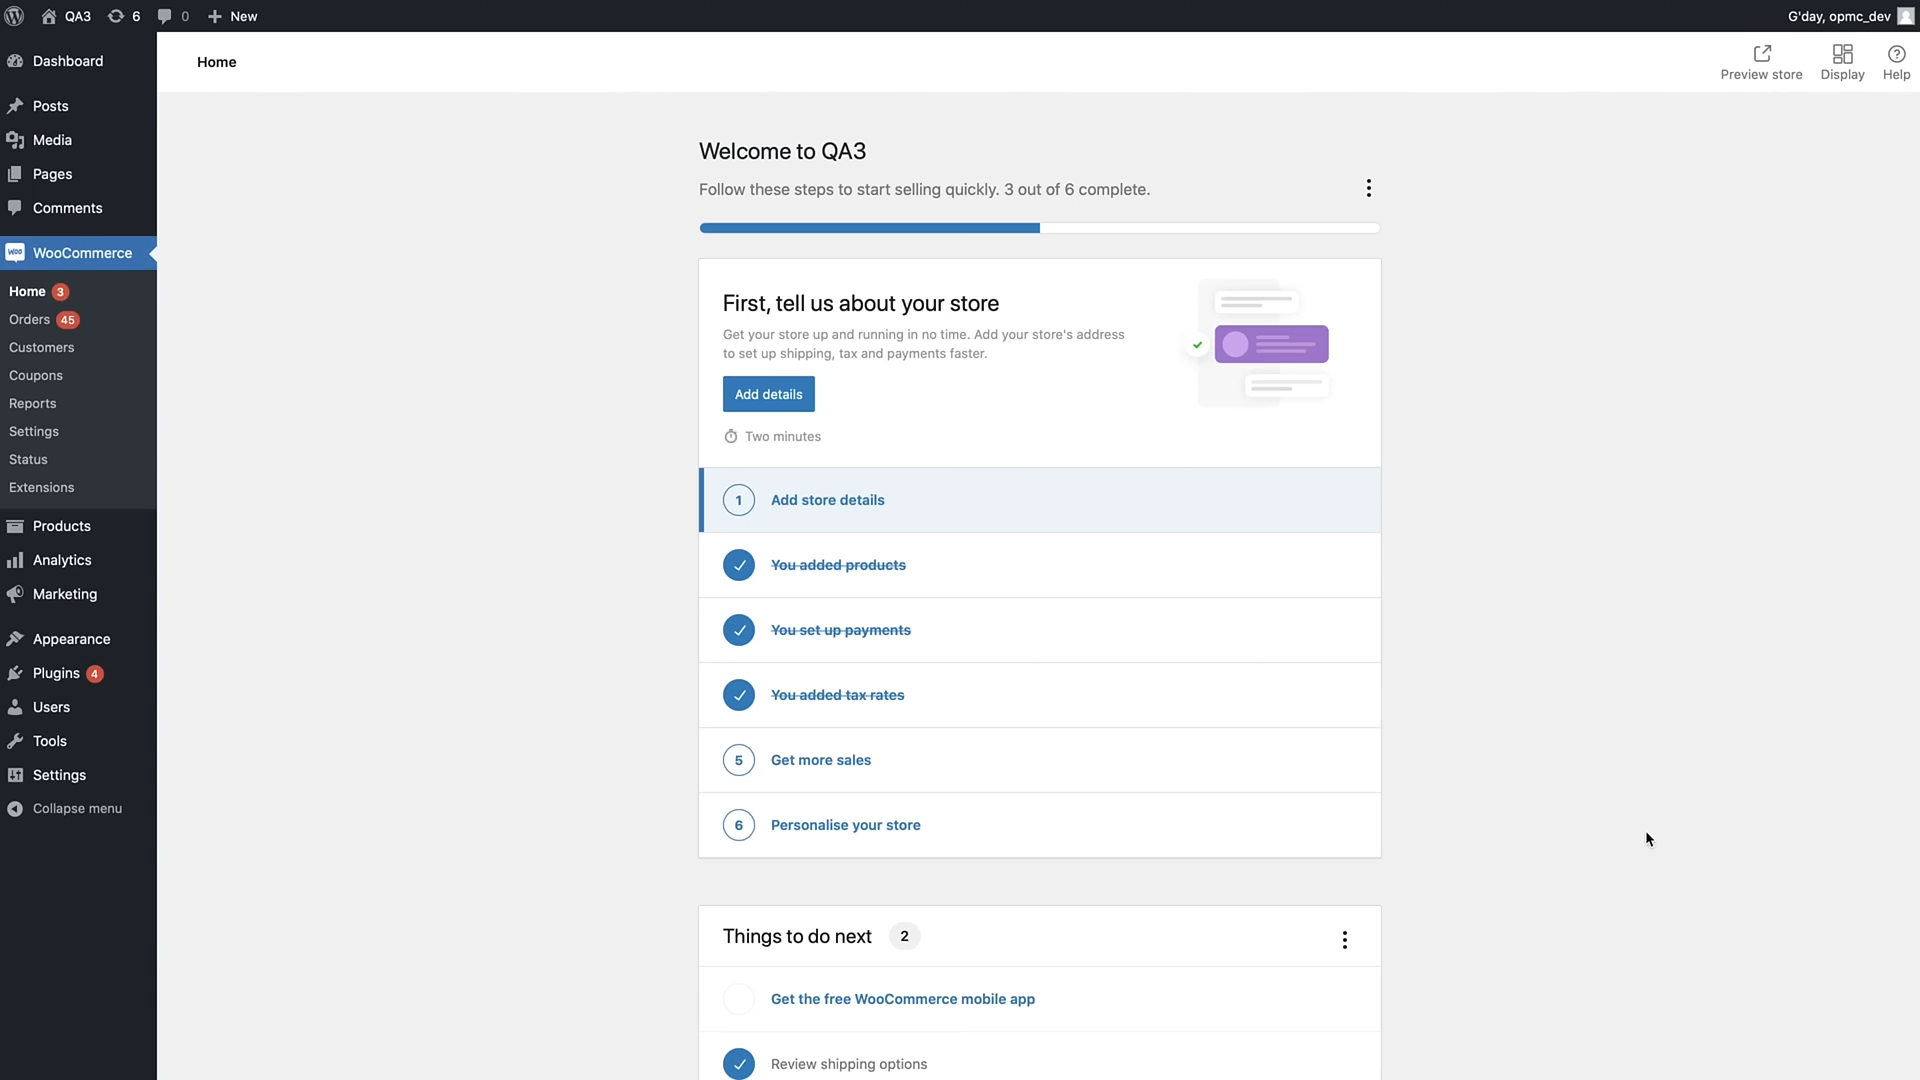 QA3
6
0
New
G'day, opmc_dev
Dashboard
Posts
Media
Pages
Comments
Woo
WooCommerce
Home 3
Orders 45
Customers
Coupons
Reports
Settings
Status
Extensions
Products
Analytics
Marketing
Appearance
Plugins 4
Users
Tools
Settings
Collapse menu
Home
Preview store
Display
Help
Welcome to QA3
Follow these steps to start selling quickly. 3 out of 6 complete.
First, tell us about your store
Get your store up and running in no time. Add your store's address
to set up shipping, tax and payments faster.
Add details
Two minutes
1 Add store details
You added products
You set up payments
You added tax rates
5 Get more sales
6 Personalise your store
Things to do next 2
Get the free WooCommerce mobile app
Review shipping options